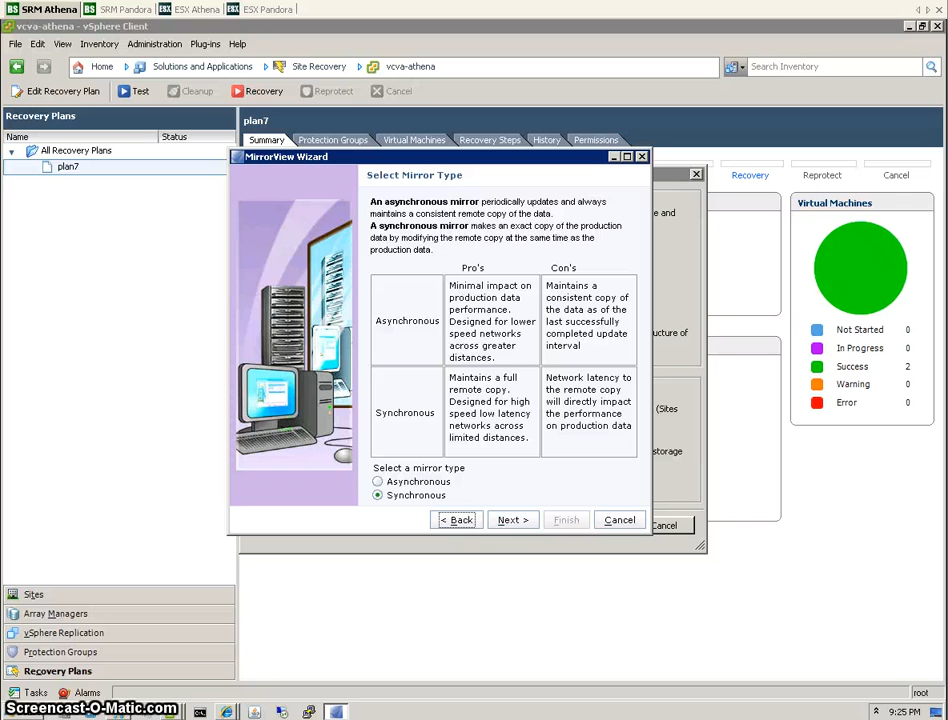 SRM Athena SRM Pandora ESX Athena ESX Pandora
vcva-athena - vSphere Client
File Edit View Inventory Administration Plug-ins Help
Home Solutions and Applications Site Recovery vcva-athena Search Inventory
Edit Recovery Plan Test Cleanup Recovery Reprotect Cancel
Recovery Plans
Name Status
All Recovery Plans
plan7
plan7
Summary Protection Groups Virtual Machines Recovery Steps History Permissions
MirrorView Wizard
Select Mirror Type
An asynchronous mirror periodically updates and always
maintains a consistent remote copy of the data.
A synchronous mirror makes an exact copy of the production
data by modifying the remote copy at the same time as the
production data.
Pro's Con's
Asynchronous
Minimal impact on
production data
performance.
Designed for lower
speed networks
across greater
distances.
Maintains a
consistent copy of
the data as of the
last successfully
completed update
interval
Synchronous
Maintains a full
remote copy.
Designed for high
speed low latency
networks across
limited distances.
Network latency to
the remote copy
will directly impact
the performance
on production data
Select a mirror type
Asynchronous
Synchronous
< Back Next > Finish Cancel
e and
ucture of
(Sites
storage
Cancel
Recovery Reprotect Cancel
Virtual Machines
Not Started 0
In Progress 0
Success 2
Warning 0
Error 0
Sites
Array Managers
vSphere Replication
Protection Groups
Recovery Plans
Tasks Alarms root
Screencast-O-Matic.com
9:25 PM